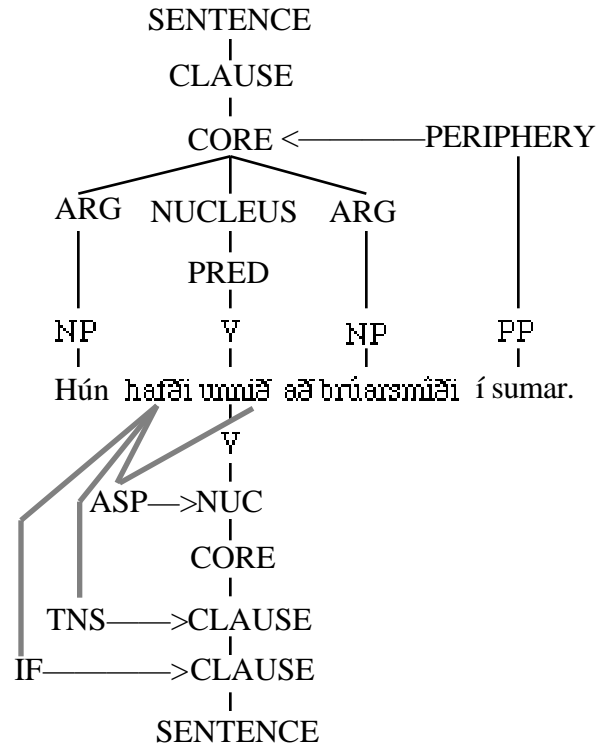 SENTENCE
CLAUSE
CORE <————PERIPHERY
ARG NUCLEUS ARG
PRED
NP V NP PP
Hún hafði unnið að brúarsmíði í sumar.
V
ASP—>NUC
CORE
TNS——>CLAUSE
IF————>CLAUSE
SENTENCE